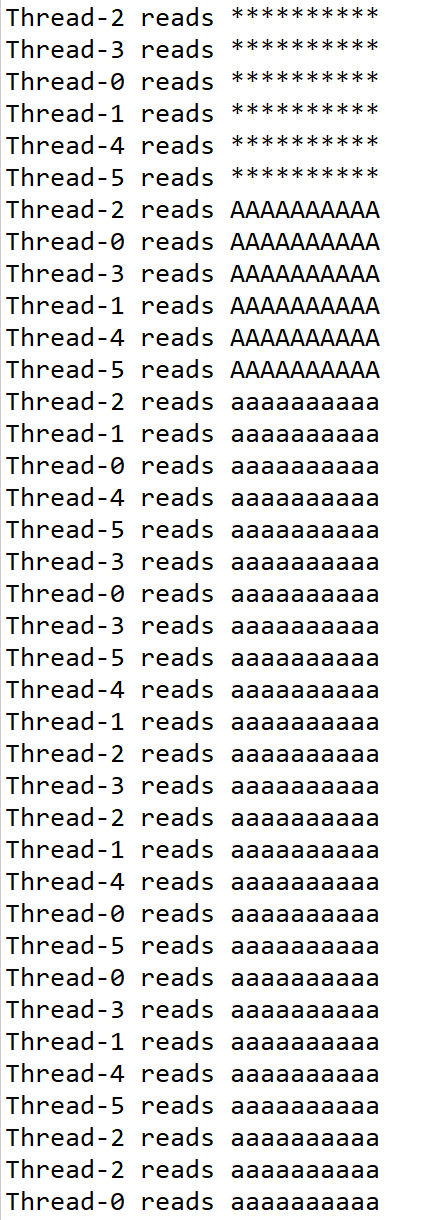 Thread-2 reads **********
Thread-3 reads **********
Thread-0 reads **********
Thread-1 reads **********
Thread-4 reads **********
Thread-5 reads **********
Thread-2 reads AAAAAAAAAA
Thread-0 reads AAAAAAAAAA
Thread-3 reads AAAAAAAAAA
Thread-1 reads AAAAAAAAAA
Thread-4 reads AAAAAAAAAA
Thread-5 reads AAAAAAAAAA
Thread-2 reads aaaaaaaaaa
Thread-1 reads aaaaaaaaaa
Thread-0 reads aaaaaaaaaa
Thread-4 reads aaaaaaaaaa
Thread-5 reads aaaaaaaaaa
Thread-3 reads aaaaaaaaaa
Thread-0 reads aaaaaaaaaa
Thread-3 reads aaaaaaaaaa
Thread-5 reads aaaaaaaaaa
Thread-4 reads aaaaaaaaaa
Thread-1 reads aaaaaaaaaa
Thread-2 reads aaaaaaaaaa
Thread-3 reads aaaaaaaaaa
Thread-2 reads aaaaaaaaaa
Thread-1 reads aaaaaaaaaa
Thread-4 reads aaaaaaaaaa
Thread-0 reads aaaaaaaaaa
Thread-5 reads aaaaaaaaaa
Thread-0 reads aaaaaaaaaa
Thread-3 reads aaaaaaaaaa
Thread-1 reads aaaaaaaaaa
Thread-4 reads aaaaaaaaaa
Thread-5 reads aaaaaaaaaa
Thread-2 reads aaaaaaaaaa
Thread-2 reads aaaaaaaaaa
Thread-0 reads aaaaaaaaaa